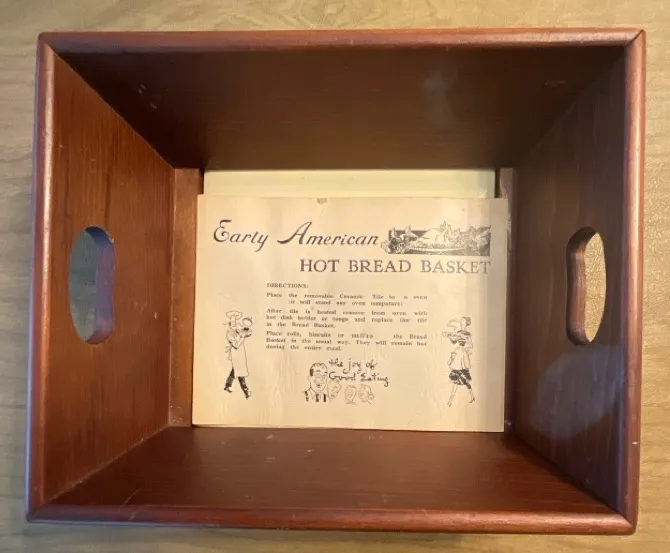 Early American
HOT BREAD BASKET
DIRECTIONS:
Place the removable Ceramic Tile in a oven
it will stand any oven temperature)
After tile is heated remove from oven with
hot dish holder or tongs and replace the tile
in the Bread Basket.
Place rolls, biscuits or muffins the Bread
Basket in the usual way. They will remain hot
during the entire meal.
the joy of
Good Eating